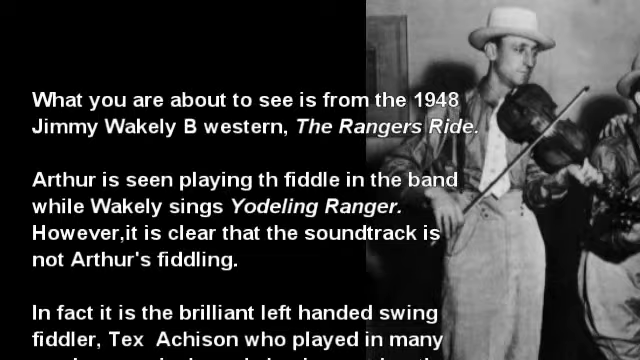 What you are about to see is from the 1948
Jimmy Wakely B western, The Rangers Ride.
Arthur is seen playing th fiddle in the band
while Wakely sings Yodeling Ranger.
However,it is clear that the soundtrack is
not Arthur's fiddling.
In fact it is the brilliant left handed swing
fiddler, Tex Achison who played in many